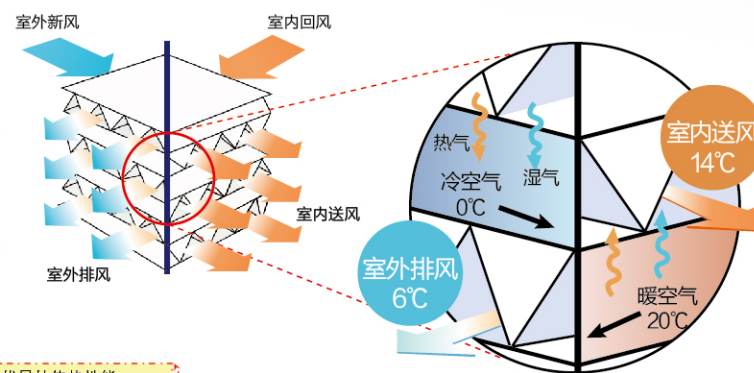 室外新风
室内回风
室内送风
室外排风
热气
湿气
冷空气
0℃
室内送风
14℃
室外排风
6℃
暖空气
20℃